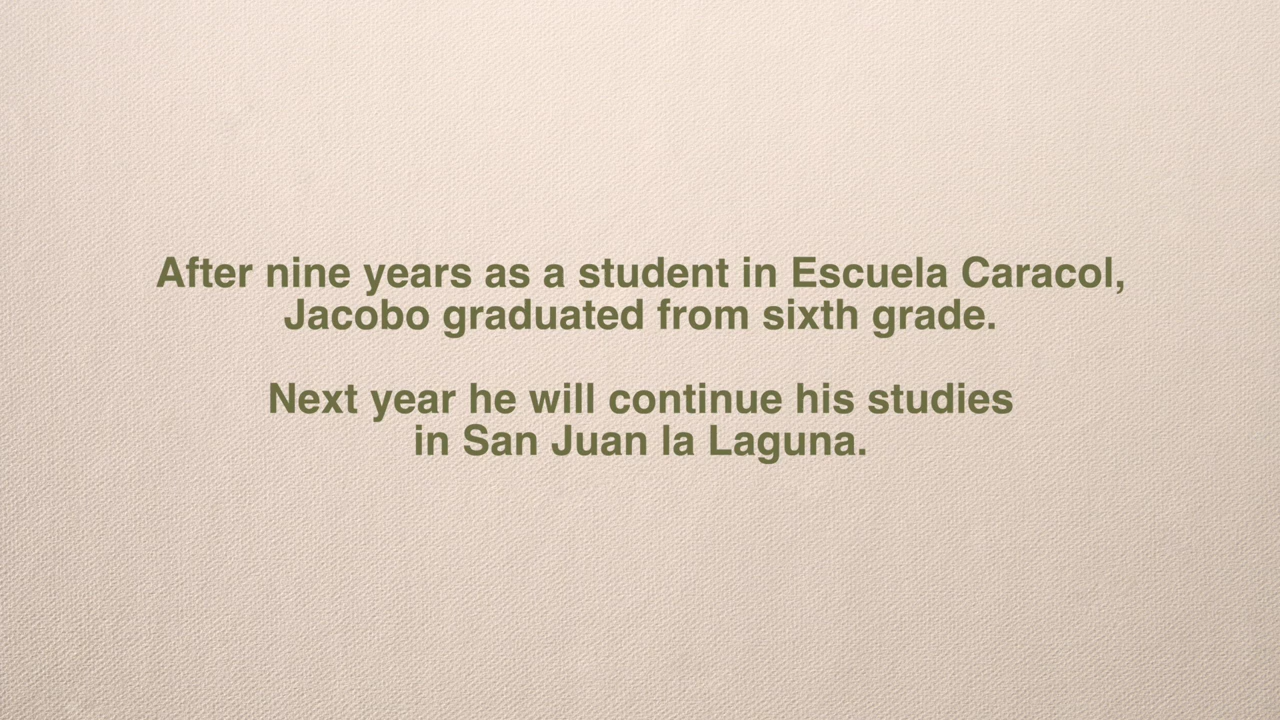 After nine years as a student in Escuela Caracol,
Jacobo graduated from sixth grade.
Next year he will continue his studies
in San Juan la Laguna.